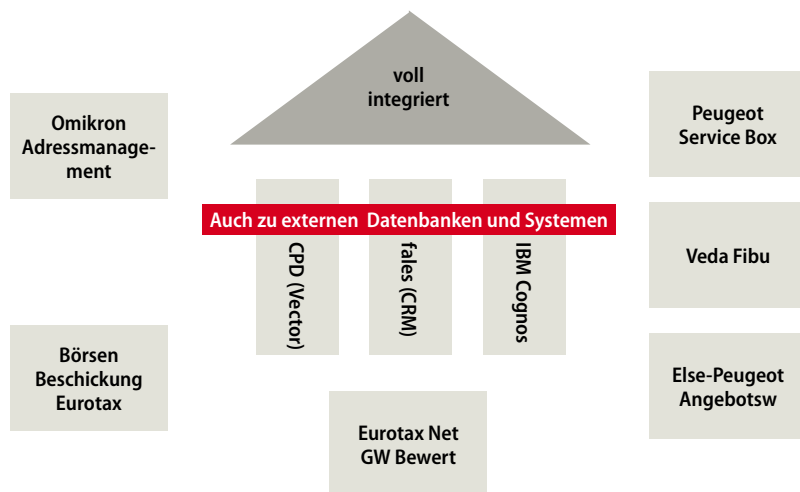 voll
integriert
Omikron
Adressmanage-
ment
Peugeot
Service Box
Auch zu externen Datenbanken und Systemen
CPD (Vector)
fales (CRM)
IBM Cognos
Veda Fibu
Börsen
Beschickung
Eurotax
Else-Peugeot
Angebotsw
Eurotax Net
GW Bewert